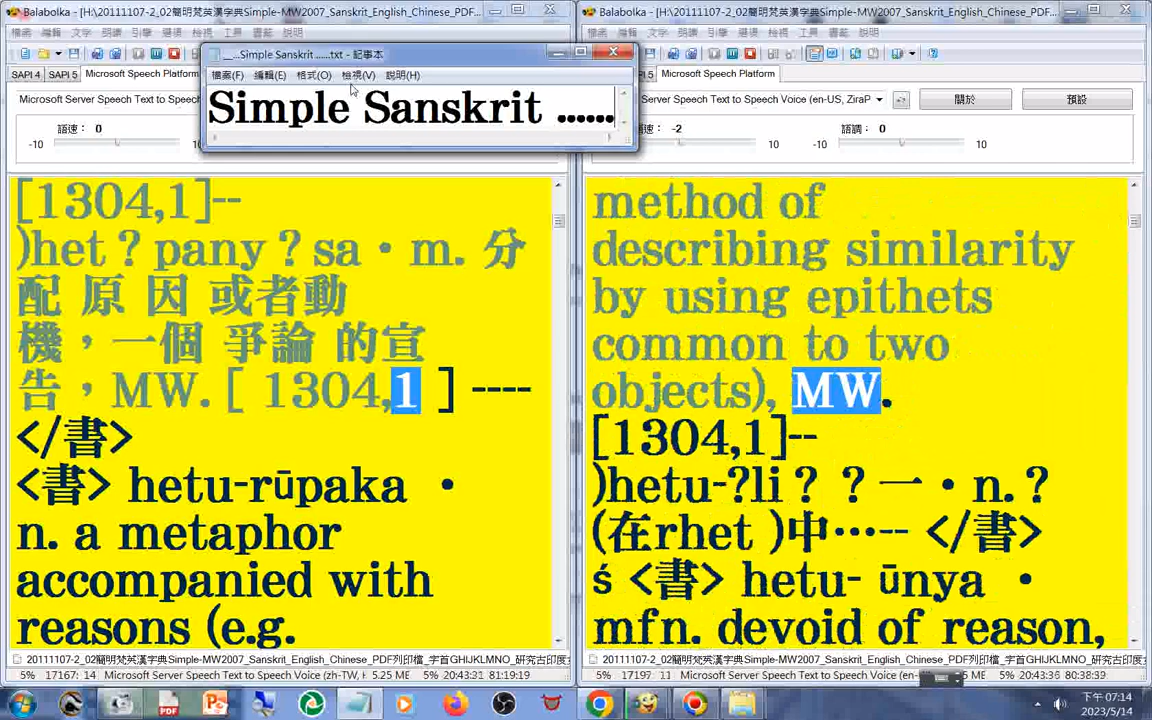 Balabolka - [H:\20111107-2_02簡明梵英漢字典Simple-MW2007_Sanskrit_English_Chinese_PDF...
Balabolka - [H:\20111107-2_02簡明梵英漢字典Simple-MW2007_Sanskrit_English_Chinese_PDF...
__...Simple Sanskrit ......txt - 記事本
檔案(F) 編輯(E) 格式(O) 檢視(V) 說明(H)
Simple Sanskrit ......
SAPI 4 SAPI 5 Microsoft Speech Platform
Microsoft Speech Platform
Microsoft Server Speech Text to Speech V
Server Speech Text to Speech Voice (en-US, ZiraP
關於
預設
語速： 0
-10
語速： -2
10
語調： 0
-10
10
[1304,1]--
)het？pany？sa·m. 分
配 原 因 或者動
機，一個 爭論 的宣
告，MW. [ 1304,1 ] ----
</書>
<書> hetu-rūpaka •
n. a metaphor
accompanied with
reasons (e.g.
method of
describing similarity
by using epithets
common to two
objects), MW.
[1304,1]--
)hetu-?li？？一·n.？
(在rhet )中…-- </書>
ś <書> hetu- ūnya •
mfn. devoid of reason,
5% 17167: 14 Microsoft Server Speech Text to Speech Voice (zh-TW, H 5.25 MB 5% 20:43:31 81:19:19
5% 17197: 11 Microsoft Server Speech Text to Speech Voice (en-
5% 20:43:36 80:38:39
下午 07:14
2023/5/14